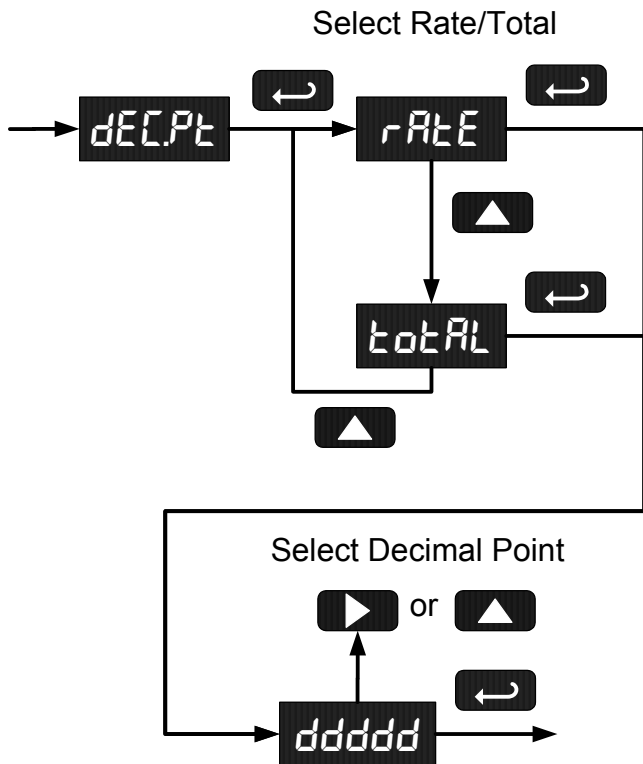 Select Rate/Total
dEC.Pt
rAtE
totAL
Select Decimal Point
or
ddddd